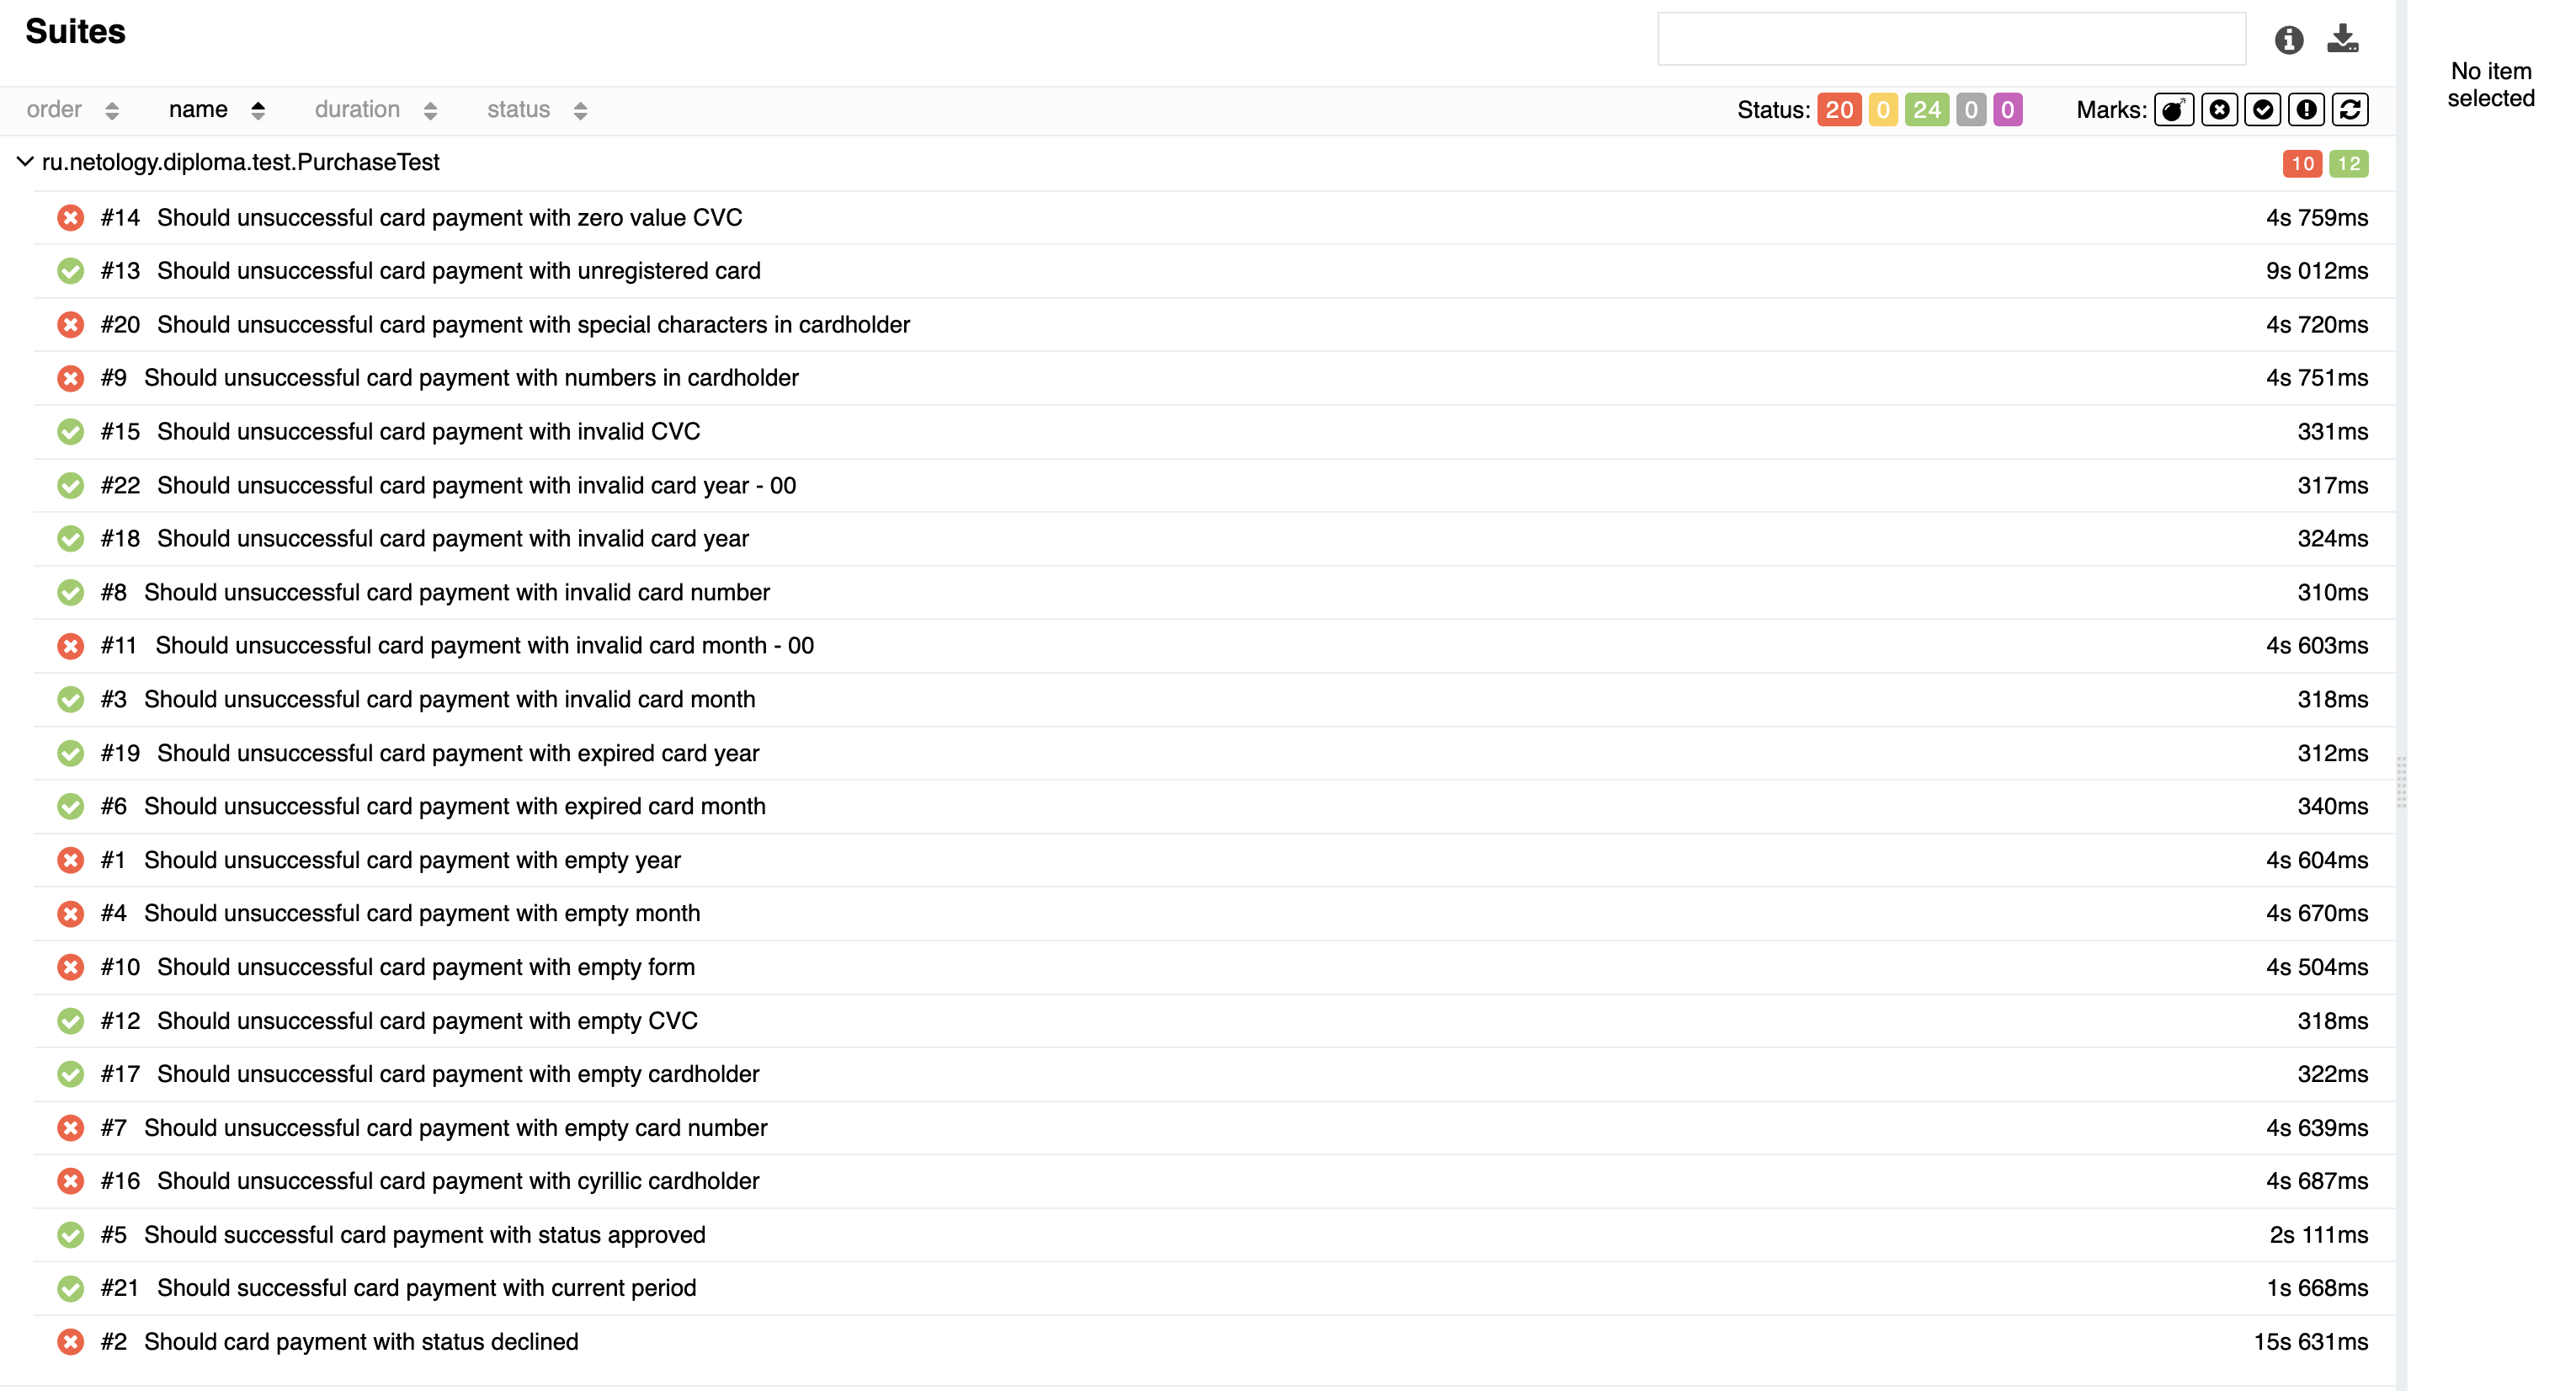 Suites
No item
selected
order name duration status Status: 20 0 24 0 0 Marks:
ru.netology.diploma.test.PurchaseTest 10 12
#14 Should unsuccessful card payment with zero value CVC 4s 759ms
#13 Should unsuccessful card payment with unregistered card 9s 012ms
#20 Should unsuccessful card payment with special characters in cardholder 4s 720ms
#9 Should unsuccessful card payment with numbers in cardholder 4s 751ms
#15 Should unsuccessful card payment with invalid CVC 331ms
#22 Should unsuccessful card payment with invalid card year - 00 317ms
#18 Should unsuccessful card payment with invalid card year 324ms
#8 Should unsuccessful card payment with invalid card number 310ms
#11 Should unsuccessful card payment with invalid card month - 00 4s 603ms
#3 Should unsuccessful card payment with invalid card month 318ms
#19 Should unsuccessful card payment with expired card year 312ms
#6 Should unsuccessful card payment with expired card month 340ms
#1 Should unsuccessful card payment with empty year 4s 604ms
#4 Should unsuccessful card payment with empty month 4s 670ms
#10 Should unsuccessful card payment with empty form 4s 504ms
#12 Should unsuccessful card payment with empty CVC 318ms
#17 Should unsuccessful card payment with empty cardholder 322ms
#7 Should unsuccessful card payment with empty card number 4s 639ms
#16 Should unsuccessful card payment with cyrillic cardholder 4s 687ms
#5 Should successful card payment with status approved 2s 111ms
#21 Should successful card payment with current period 1s 668ms
#2 Should card payment with status declined 15s 631ms